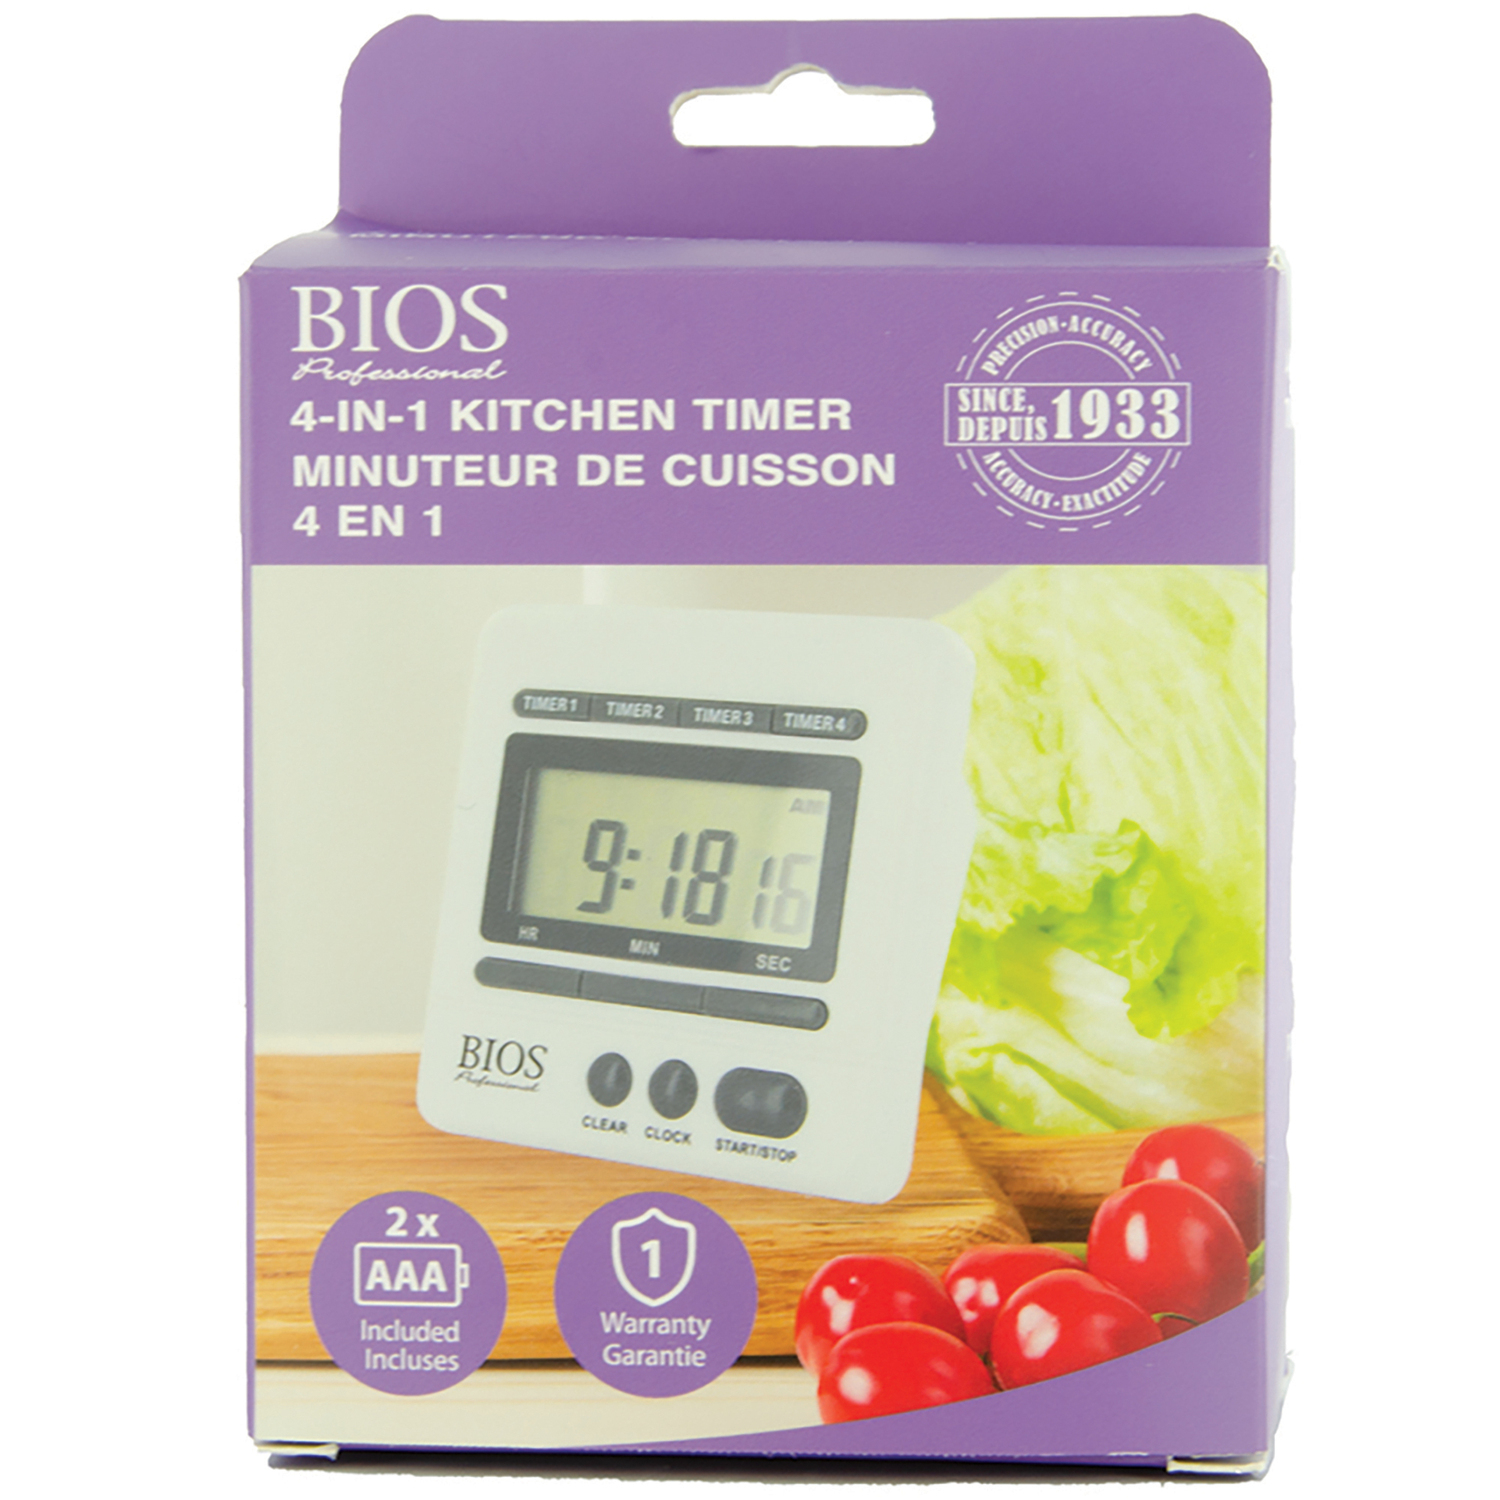 BIOS
Professional
4-IN-1 KITCHEN TIMER
MINUTEUR DE CUISSON
4 EN 1
PRECISION-ACCURACY
SINCE,
DEPUIS 1933
ACCURACY-EXACTITUDE
TIMER 1 TIMER 2 TIMER 3 TIMER 4
AM
9:18 16
HR MIN SEC
BIOS
Professional
CLEAR CLOCK START/STOP
2 x
AAA
Included
Incluses
1
Warranty
Garantie